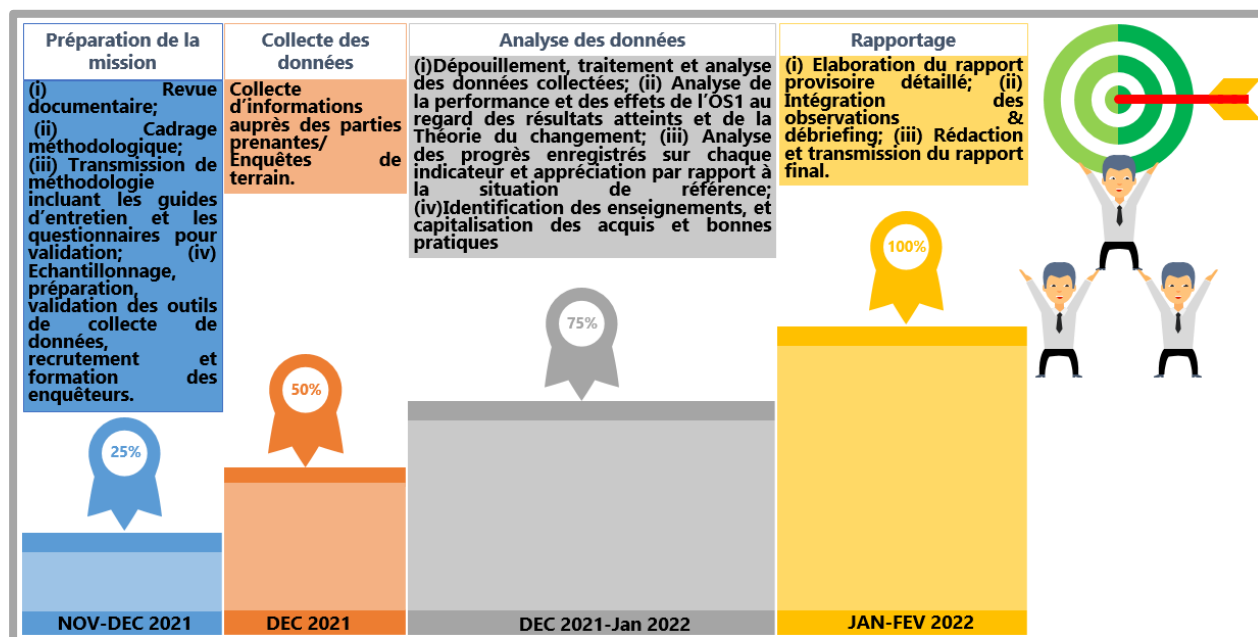 Préparation de la
mission
(i) Revue
documentaire;
(ii) Cadrage
méthodologique;
(iii) Transmission de
méthodologie
incluant les guides
d'entretien et les
questionnaires pour
validation; (iv)
Echantillonnage,
préparation,
validation des outils
de collecte de
données,
recrutement et
formation des
enquêteurs.
25%
NOV-DEC 2021
Collecte des
données
Collecte
d'informations
auprès des parties
prenantes/
Enquêtes de
terrain.
50%
DEC 2021
Analyse des données
(i)Dépouillement, traitement et analyse
des données collectées; (ii) Analyse de
la performance et des effets de l'OS1 au
regard des résultats atteints et de la
Théorie du changement; (iii) Analyse
des progrès enregistrés sur chaque
indicateur et appréciation par rapport à
la situation de référence;
(iv)Identification des enseignements, et
capitalisation des acquis et bonnes
pratiques
75%
DEC 2021-Jan 2022
Rapportage
(i) Elaboration du rapport
provisoire détaillé; (ii)
Intégration des
observations &
débriefing; (iii) Rédaction
et transmission du rapport
final.
100%
JAN-FEV 2022